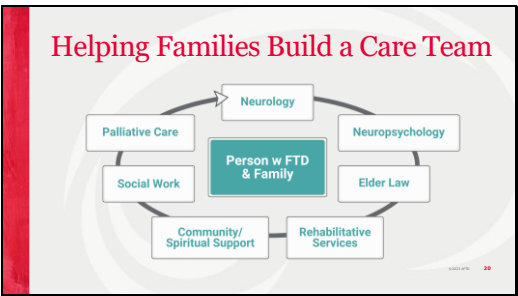 Helping Families Build a Care Team
Neurology
Palliative Care
Neuropsychology
Person w FTD
& Family
Social Work
Elder Law
Community/
Spiritual Support
Rehabilitative
Services
20